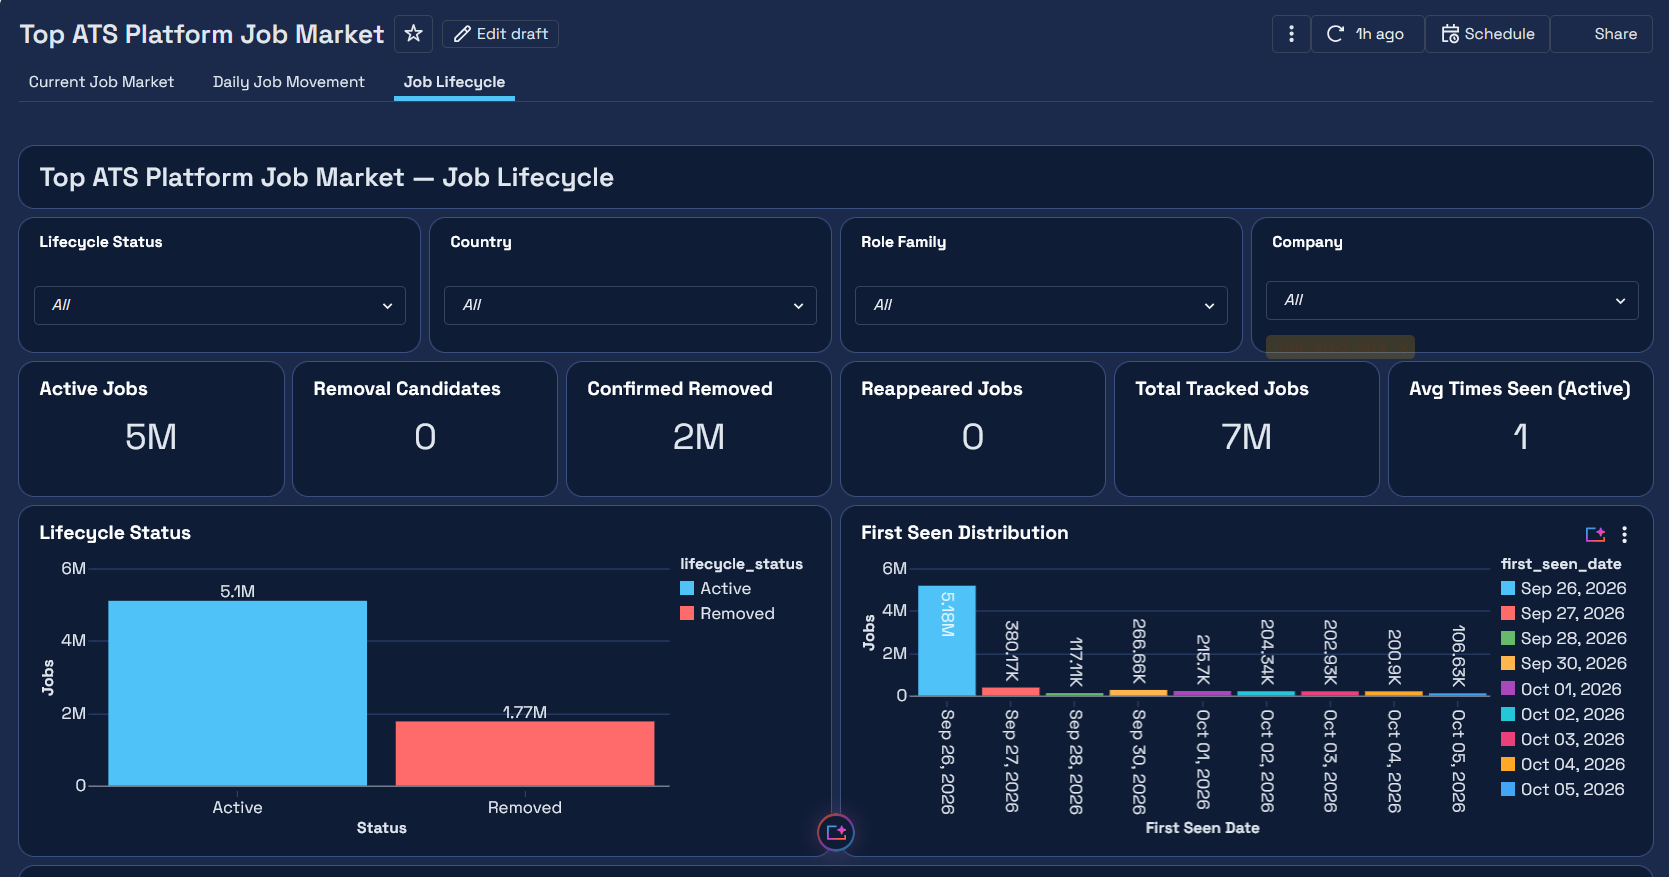 Top ATS Platform Job Market
Edit draft
1h ago
Schedule
Share
Current Job Market
Daily Job Movement
Job Lifecycle
Top ATS Platform Job Market — Job Lifecycle
Lifecycle Status
All
Country
All
Role Family
All
Company
All
Active Jobs
5M
Removal Candidates
0
Confirmed Removed
2M
Reappeared Jobs
0
Total Tracked Jobs
7M
Avg Times Seen (Active)
1
Lifecycle Status
6M
4M
2M
0
Jobs
5.1M
1.77M
Active
Removed
Status
lifecycle_status
Active
Removed
First Seen Distribution
6M
4M
2M
0
Jobs
5.18M
380.17K
117.11K
266.66K
215.7K
204.34K
202.93K
200.9K
106.63K
Sep 26, 2026
Sep 27, 2026
Sep 28, 2026
Sep 30, 2026
Oct 01, 2026
Oct 02, 2026
Oct 03, 2026
Oct 04, 2026
Oct 05, 2026
First Seen Date
first_seen_date
Sep 26, 2026
Sep 27, 2026
Sep 28, 2026
Sep 30, 2026
Oct 01, 2026
Oct 02, 2026
Oct 03, 2026
Oct 04, 2026
Oct 05, 2026